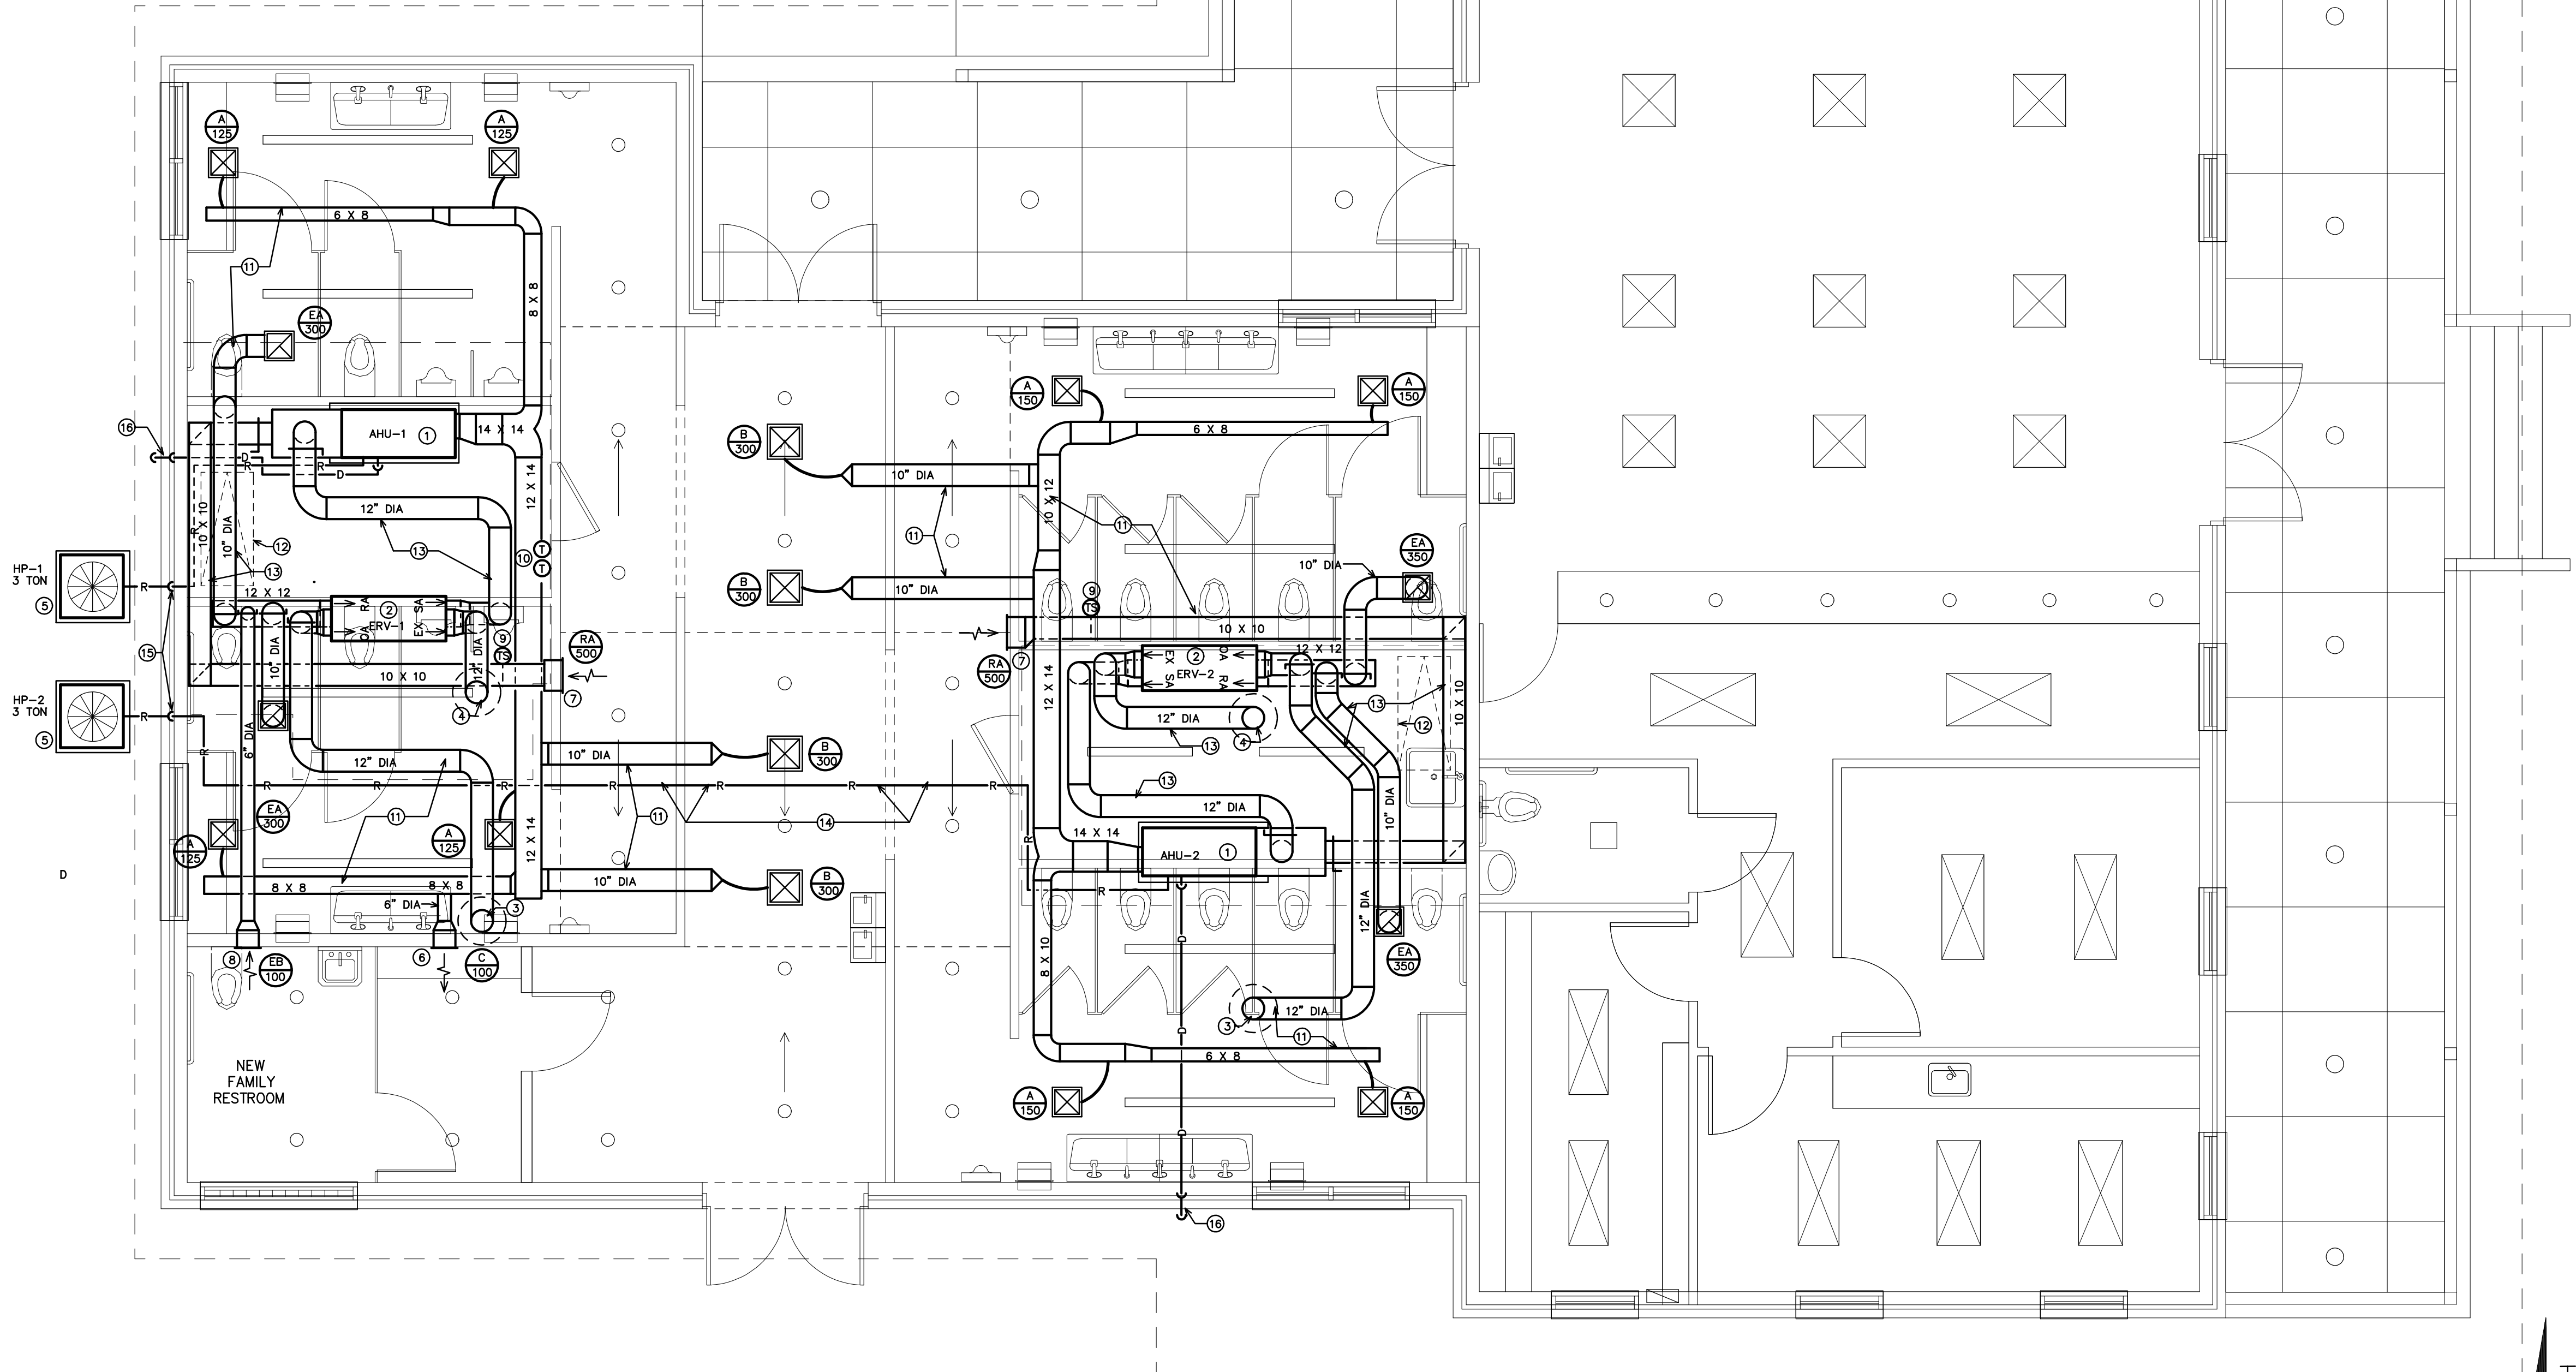 A
125
A
125
6 X 8
11
8 X 8
EA
300
16
AHU-1
1
14 X 14
D
R
R
D
12 X 14
12" DIA
10 X 10
R
10" DIA
12
13
13
10
T
T
HP-1
3 TON
5
R
12 X 12
RA
SA
2
ERV-1
OA
EX
9
TS
RA
500
7
15
10" DIA
12" DIA
10 X 10
4
HP-2
3 TON
5
R
R
6" DIA
12" DIA
10" DIA
B
300
R
R
R
R
R
R
R
14
EA
300
11
A
125
A
125
11
12 X 14
8 X 8
8 X 8
6" DIA
3
10" DIA
B
300
D
8
EB
100
6
C
100
NEW
FAMILY
RESTROOM
A
150
A
150
6 X 8
B
300
10" DIA
10 X 12
11
11
B
300
10" DIA
9
TS
10" DIA
EA
350
10 X 10
RA
500
7
EX
SA
2
ERV-2
OA
RA
12 X 12
12 X 14
12" DIA
13
4
13
12
10 X 10
13
12" DIA
10" DIA
14 X 14
AHU-2
1
R
R
8 X 10
12" DIA
EA
350
3
12" DIA
11
6 X 8
A
150
A
150
16